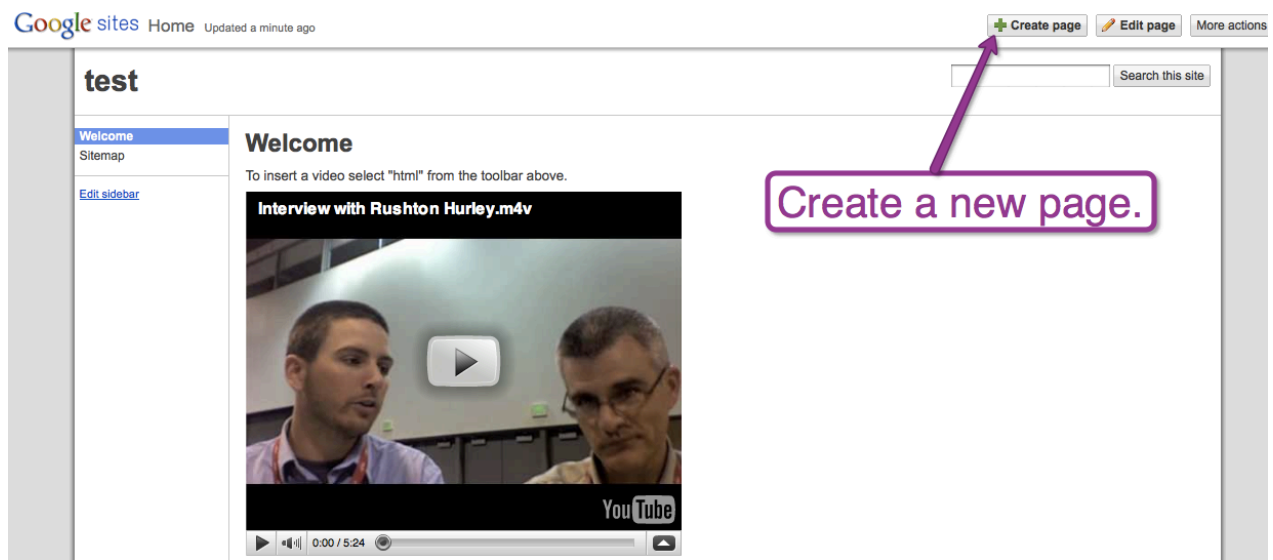 Google sites Home Updated a minute ago
Create page Edit page More actions
test
Search this site
Welcome
Sitemap
Edit sidebar
Welcome
To insert a video select "html" from the toolbar above.
Interview with Rushton Hurley.m4v
YouTube
0:00 / 5:24
Create a new page.